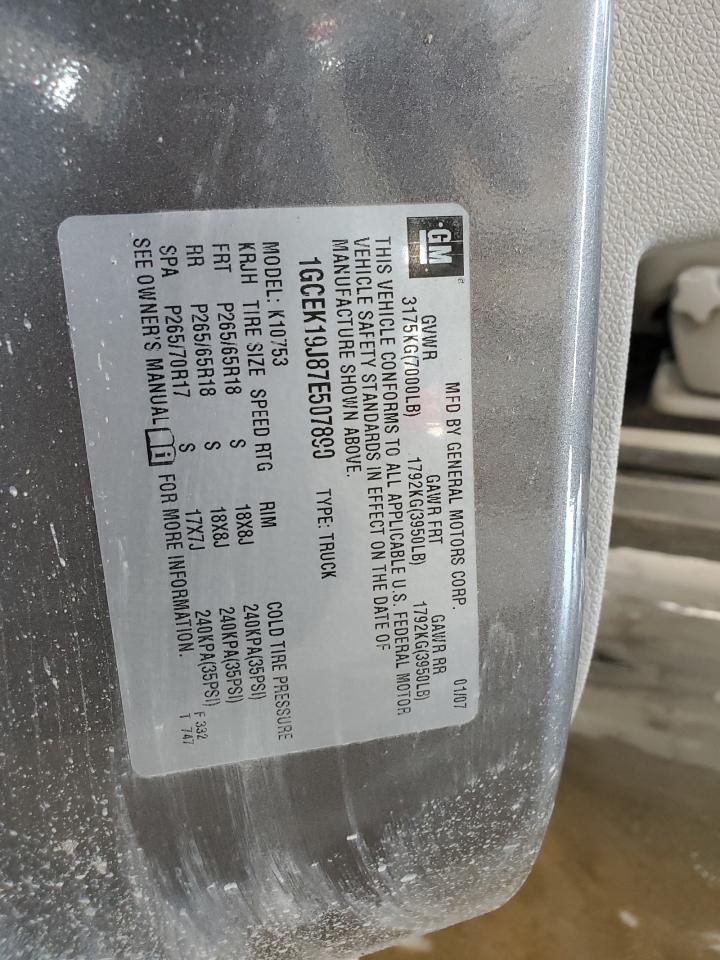 GM
MFD BY GENERAL MOTORS CORP. 01/07
GVWR GAWR FRT GAWR RR
3175KG(7000LB) 1792KG(3950LB) 1792KG(3950LB)
THIS VEHICLE CONFORMS TO ALL APPLICABLE U.S. FEDERAL MOTOR
VEHICLE SAFETY STANDARDS IN EFFECT ON THE DATE OF
MANUFACTURE SHOWN ABOVE.
1GCEK19J87E507890 TYPE: TRUCK
MODEL: K10753
KRJH TIRE SIZE SPEED RTG RIM COLD TIRE PRESSURE
FRT P265/65R18 S 18X8J 240KPA(35PSI)
RR P265/65R18 S 18X8J 240KPA(35PSI)
SPA P265/70R17 S 17X7J 240KPA(35PSI)
SEE OWNER'S MANUAL i FOR MORE INFORMATION.
F 332
T 747